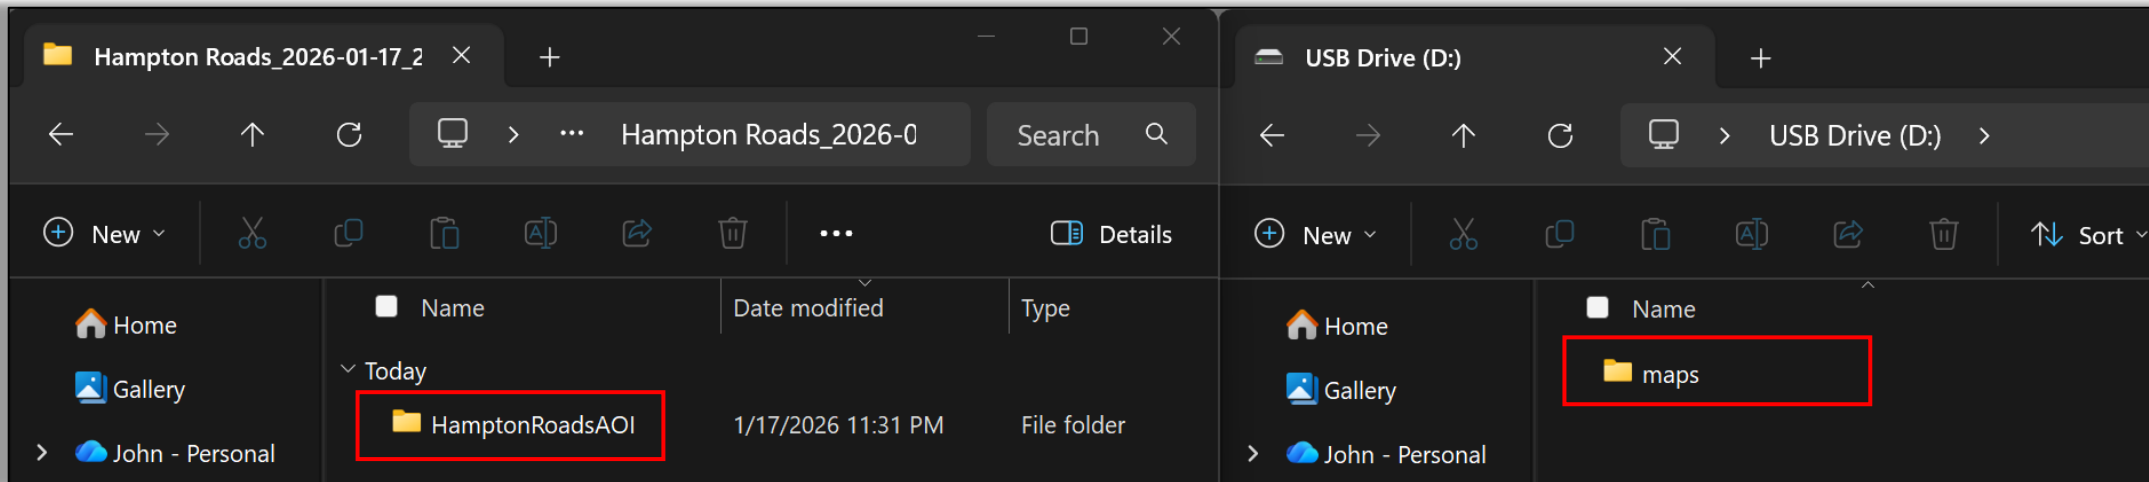 Hampton Roads_2026-01-17_2
Hampton Roads_2026-0
Search
New
Details
Name Date modified Type
Home
Today
Gallery
HamptonRoadsAOI 1/17/2026 11:31 PM File folder
John - Personal
USB Drive (D:)
USB Drive (D:)
New
Sort
Name
Home
maps
Gallery
John - Personal